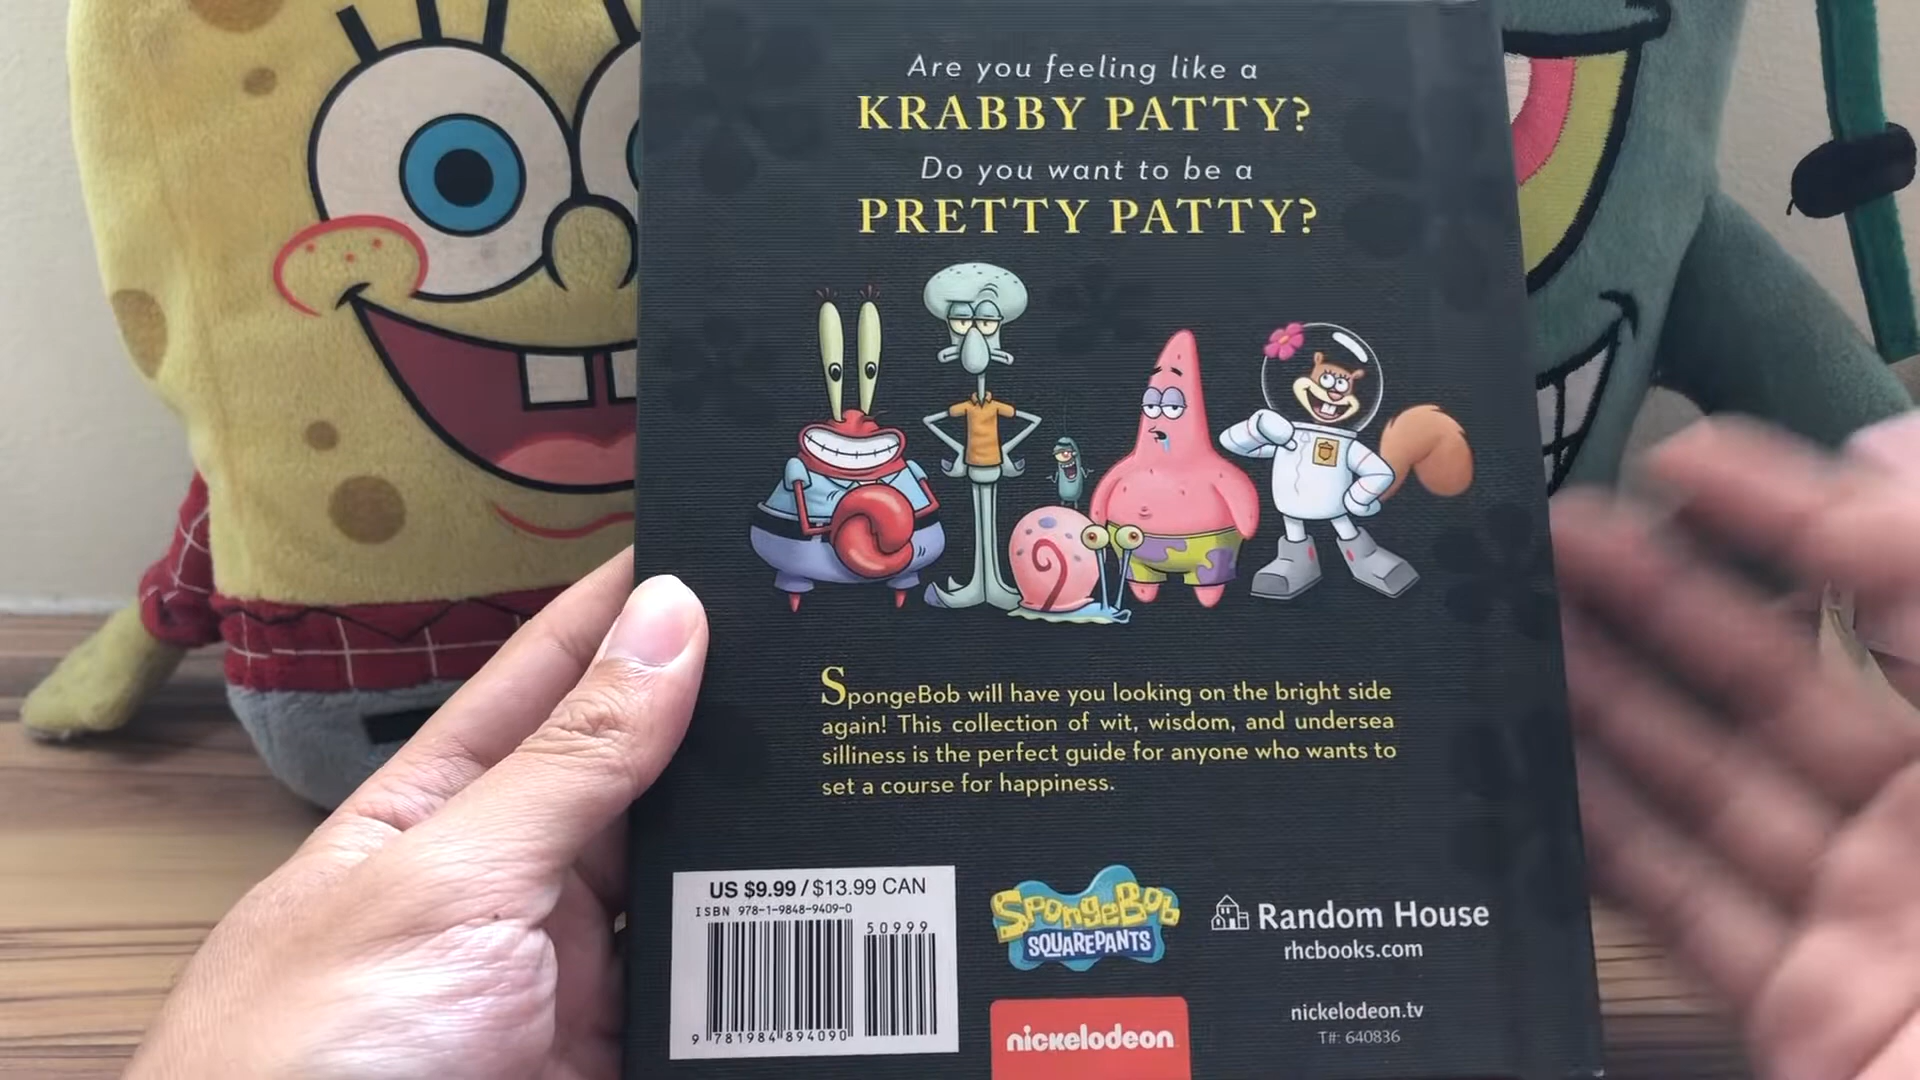 Are you feeling like a
KRABBY PATTY?
Do you want to be a
PRETTY PATTY?
SpongeBob will have you looking on the bright side
again! This collection of wit, wisdom, and undersea
silliness is the perfect guide for anyone who wants to
set a course for happiness.
US $9.99 / $13.99 CAN
ISBN 978-1-9848-9409-0
50999
9 781984 894090
SpongeBob
SQUAREPANTS
nickelodeon
Random House
rhcbooks.com
nickelodeon.tv
T#: 640836